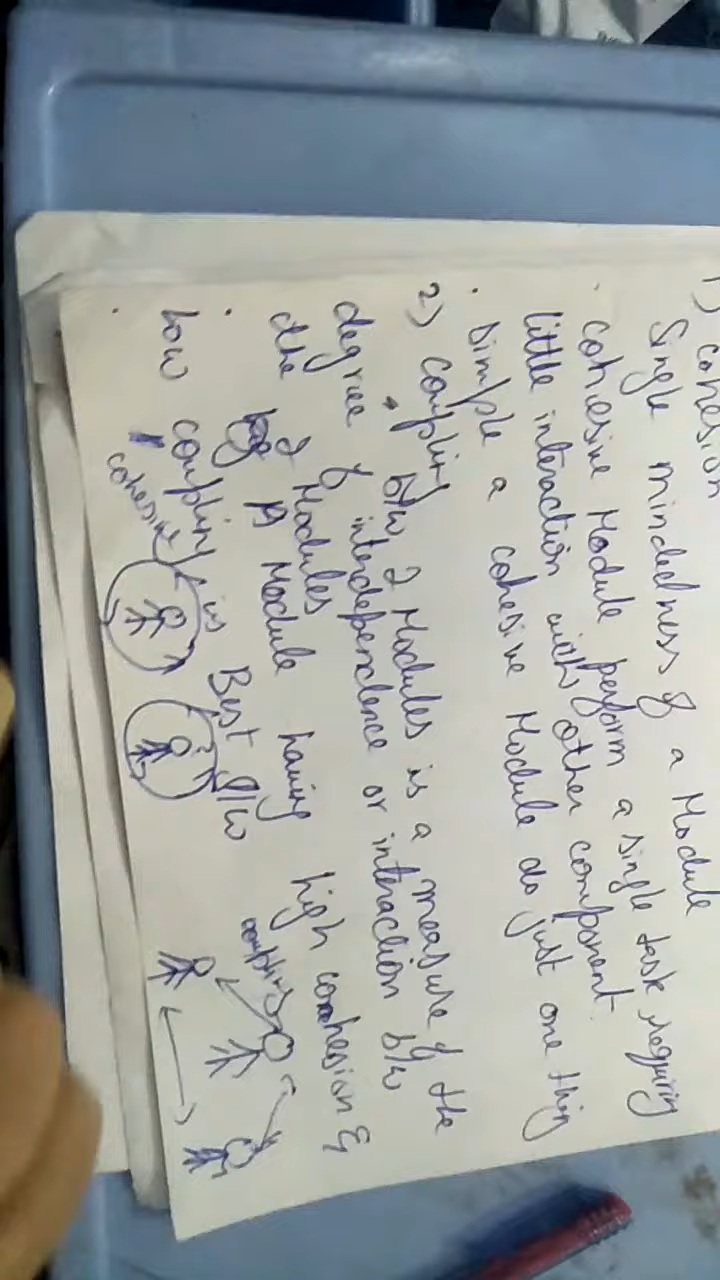 1) cohesion
Single mindedness of a Module
· cohesive Module perform a single task requiring
little interaction with other component.
· Simple a cohesive Module do just one thing
2) coupling
· b/w 2 Modules is a measure of the
degree of interdependence or interaction b/w
the 2 Modules
· A Module having high conhesion &
low coupling is Best S/w
cohesive
coupling